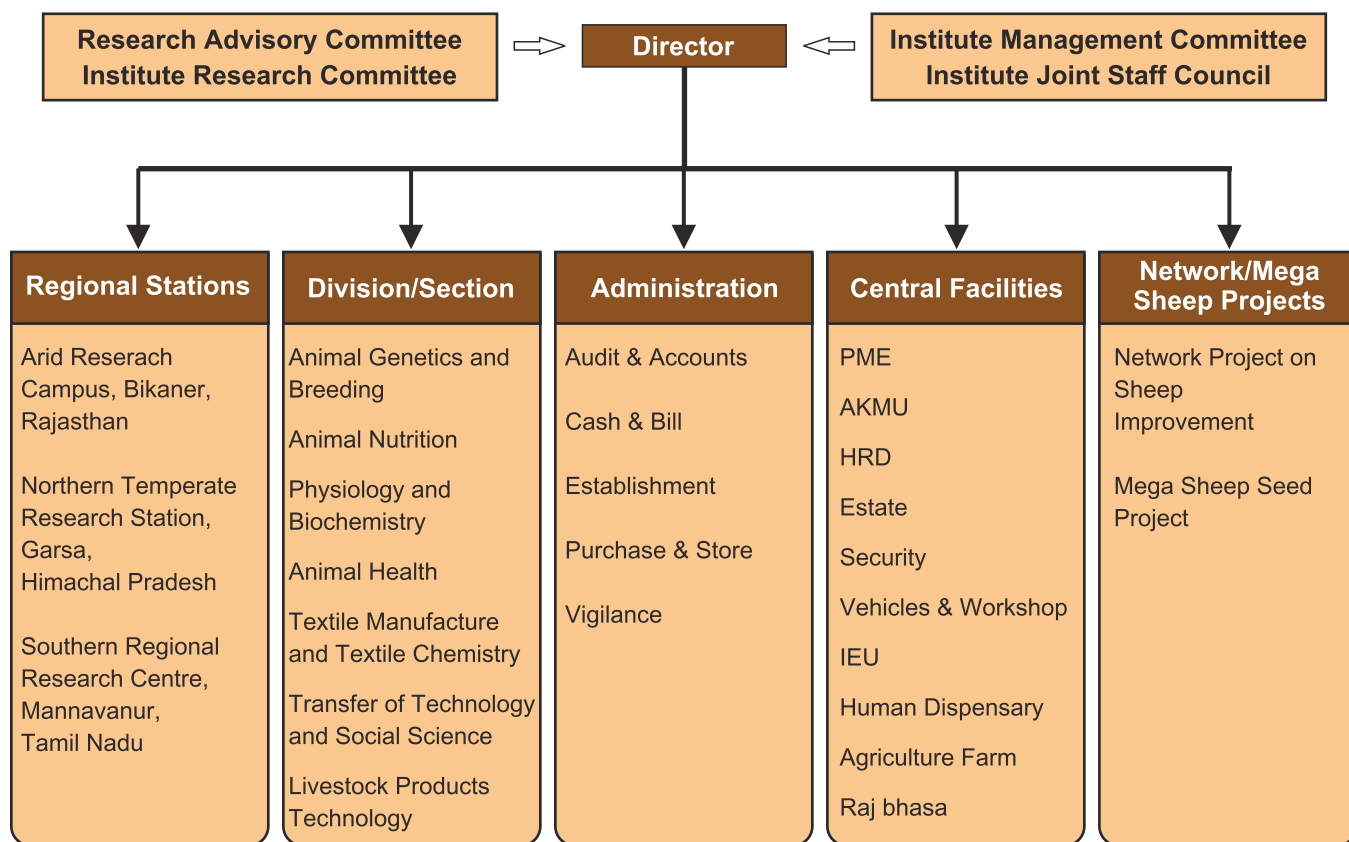 Research Advisory Committee
Institute Research Committee
Director
Institute Management Committee
Institute Joint Staff Council
Regional Stations
Arid Reserach
Campus, Bikaner,
Rajasthan
Northern Temperate
Research Station,
Garsa,
Himachal Pradesh
Southern Regional
Research Centre,
Mannavanur,
Tamil Nadu
Division/Section
Animal Genetics and
Breeding
Animal Nutrition
Physiology and
Biochemistry
Animal Health
Textile Manufacture
and Textile Chemistry
Transfer of Technology
and Social Science
Livestock Products
Technology
Administration
Audit & Accounts
Cash & Bill
Establishment
Purchase & Store
Vigilance
Central Facilities
PME
AKMU
HRD
Estate
Security
Vehicles & Workshop
IEU
Human Dispensary
Agriculture Farm
Raj bhasa
Network/Mega
Sheep Projects
Network Project on
Sheep
Improvement
Mega Sheep Seed
Project